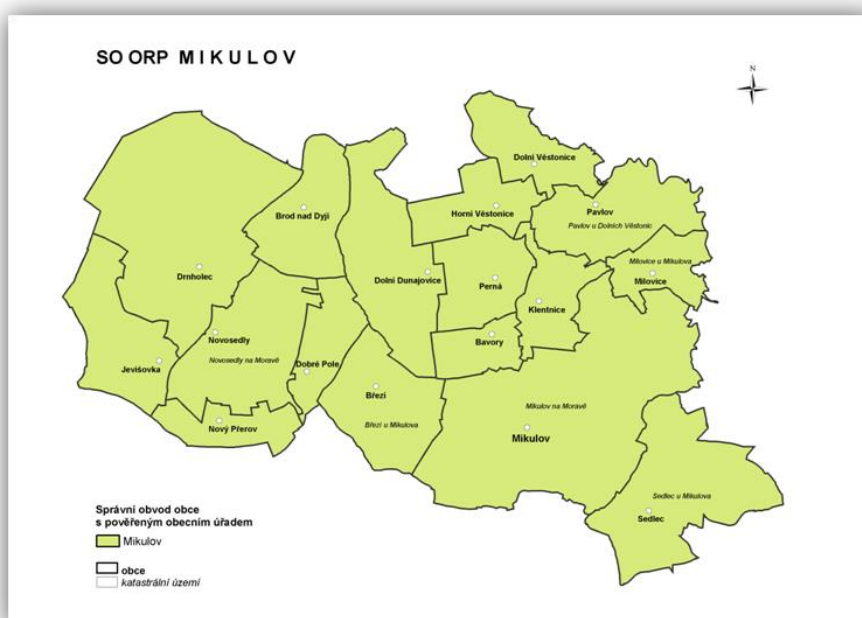 SO ORP MIKULOV
N
Dolní Věstonice
Horní Věstonice
Pavlov
Pavlov u Dolních Věstonic
Brod nad Dyjí
Milovice u Mikulova
Milovice
Drnholec
Dolní Dunajovice
Perná
Klentnice
Novosedly
Novosedly na Moravě
Bavory
Jevišovka
Dobré Pole
Březí
Březí u Mikulova
Mikulov na Moravě
Mikulov
Nový Přerov
Sedlec u Mikulova
Sedlec
Správní obvod obce
s pověřeným obecním úřadem
Mikulov
obce
katastrální území